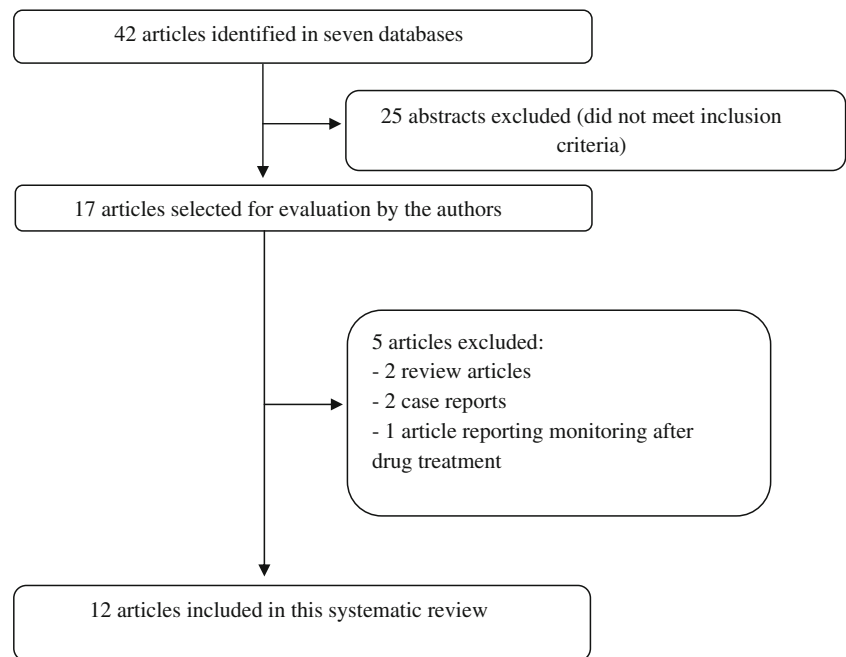 42 articles identified in seven databases
25 abstracts excluded (did not meet inclusion
criteria)
17 articles selected for evaluation by the authors
5 articles excluded:
- 2 review articles
- 2 case reports
- 1 article reporting monitoring after
drug treatment
12 articles included in this systematic review